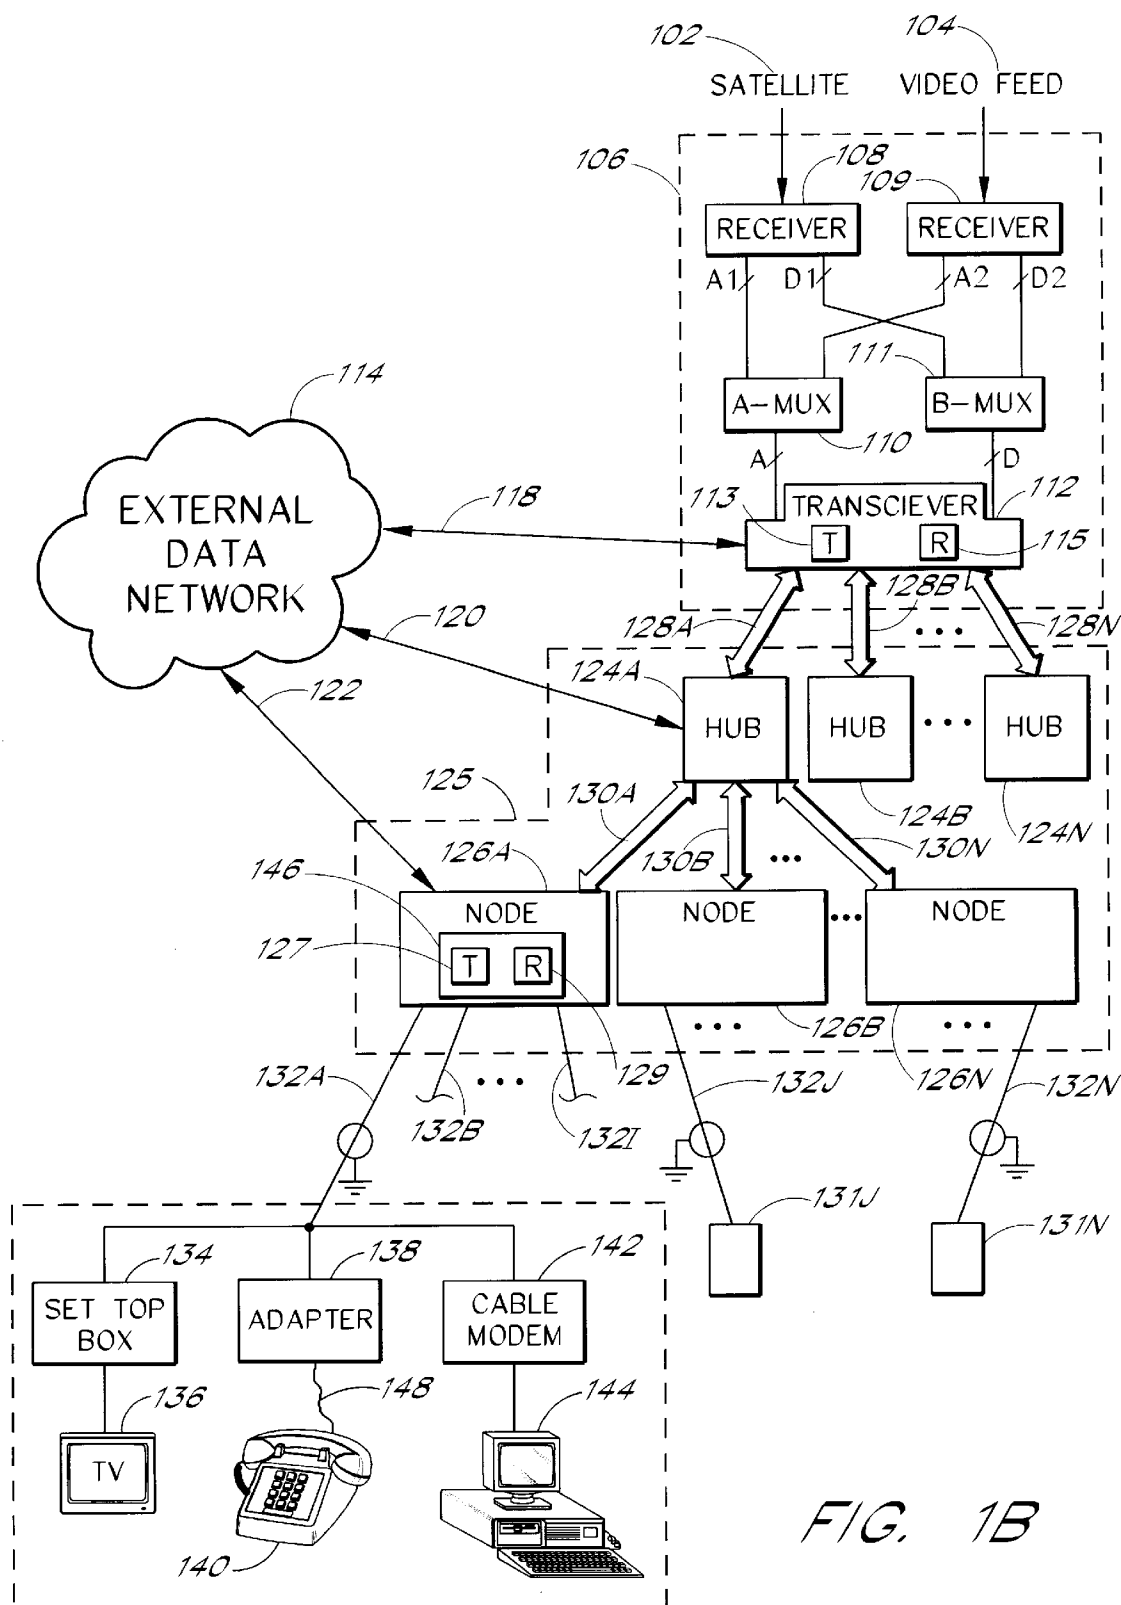 102
104
SATELLITE
VIDEO FEED
106
108
109
RECEIVER
RECEIVER
A1
D1
A2
D2
111
114
A-MUX
B-MUX
110
A
D
EXTERNAL
DATA
NETWORK
118
113
TRANSCIEVER
112
T
R
115
128A
128B
128N
120
124A
122
HUB
HUB
HUB
125
130A
124B
124N
130B
130N
126A
146
NODE
NODE
NODE
127
T
R
126B
126N
132A
132B
129
132I
132J
132N
131J
131N
134
138
142
SET TOP
BOX
ADAPTER
CABLE
MODEM
136
148
144
TV
140
FIG. 1B